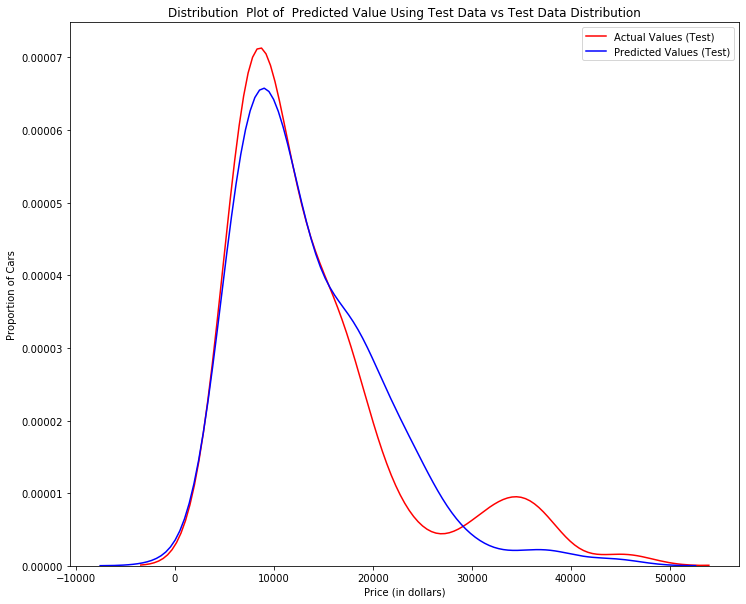 Distribution  Plot of  Predicted Value Using Test Data vs Test Data Distribution
Actual Values (Test)
Predicted Values (Test)
Proportion of Cars
0.00007
0.00006
0.00005
0.00004
0.00003
0.00002
0.00001
0.00000
−10000 0 10000 20000 30000 40000 50000
Price (in dollars)